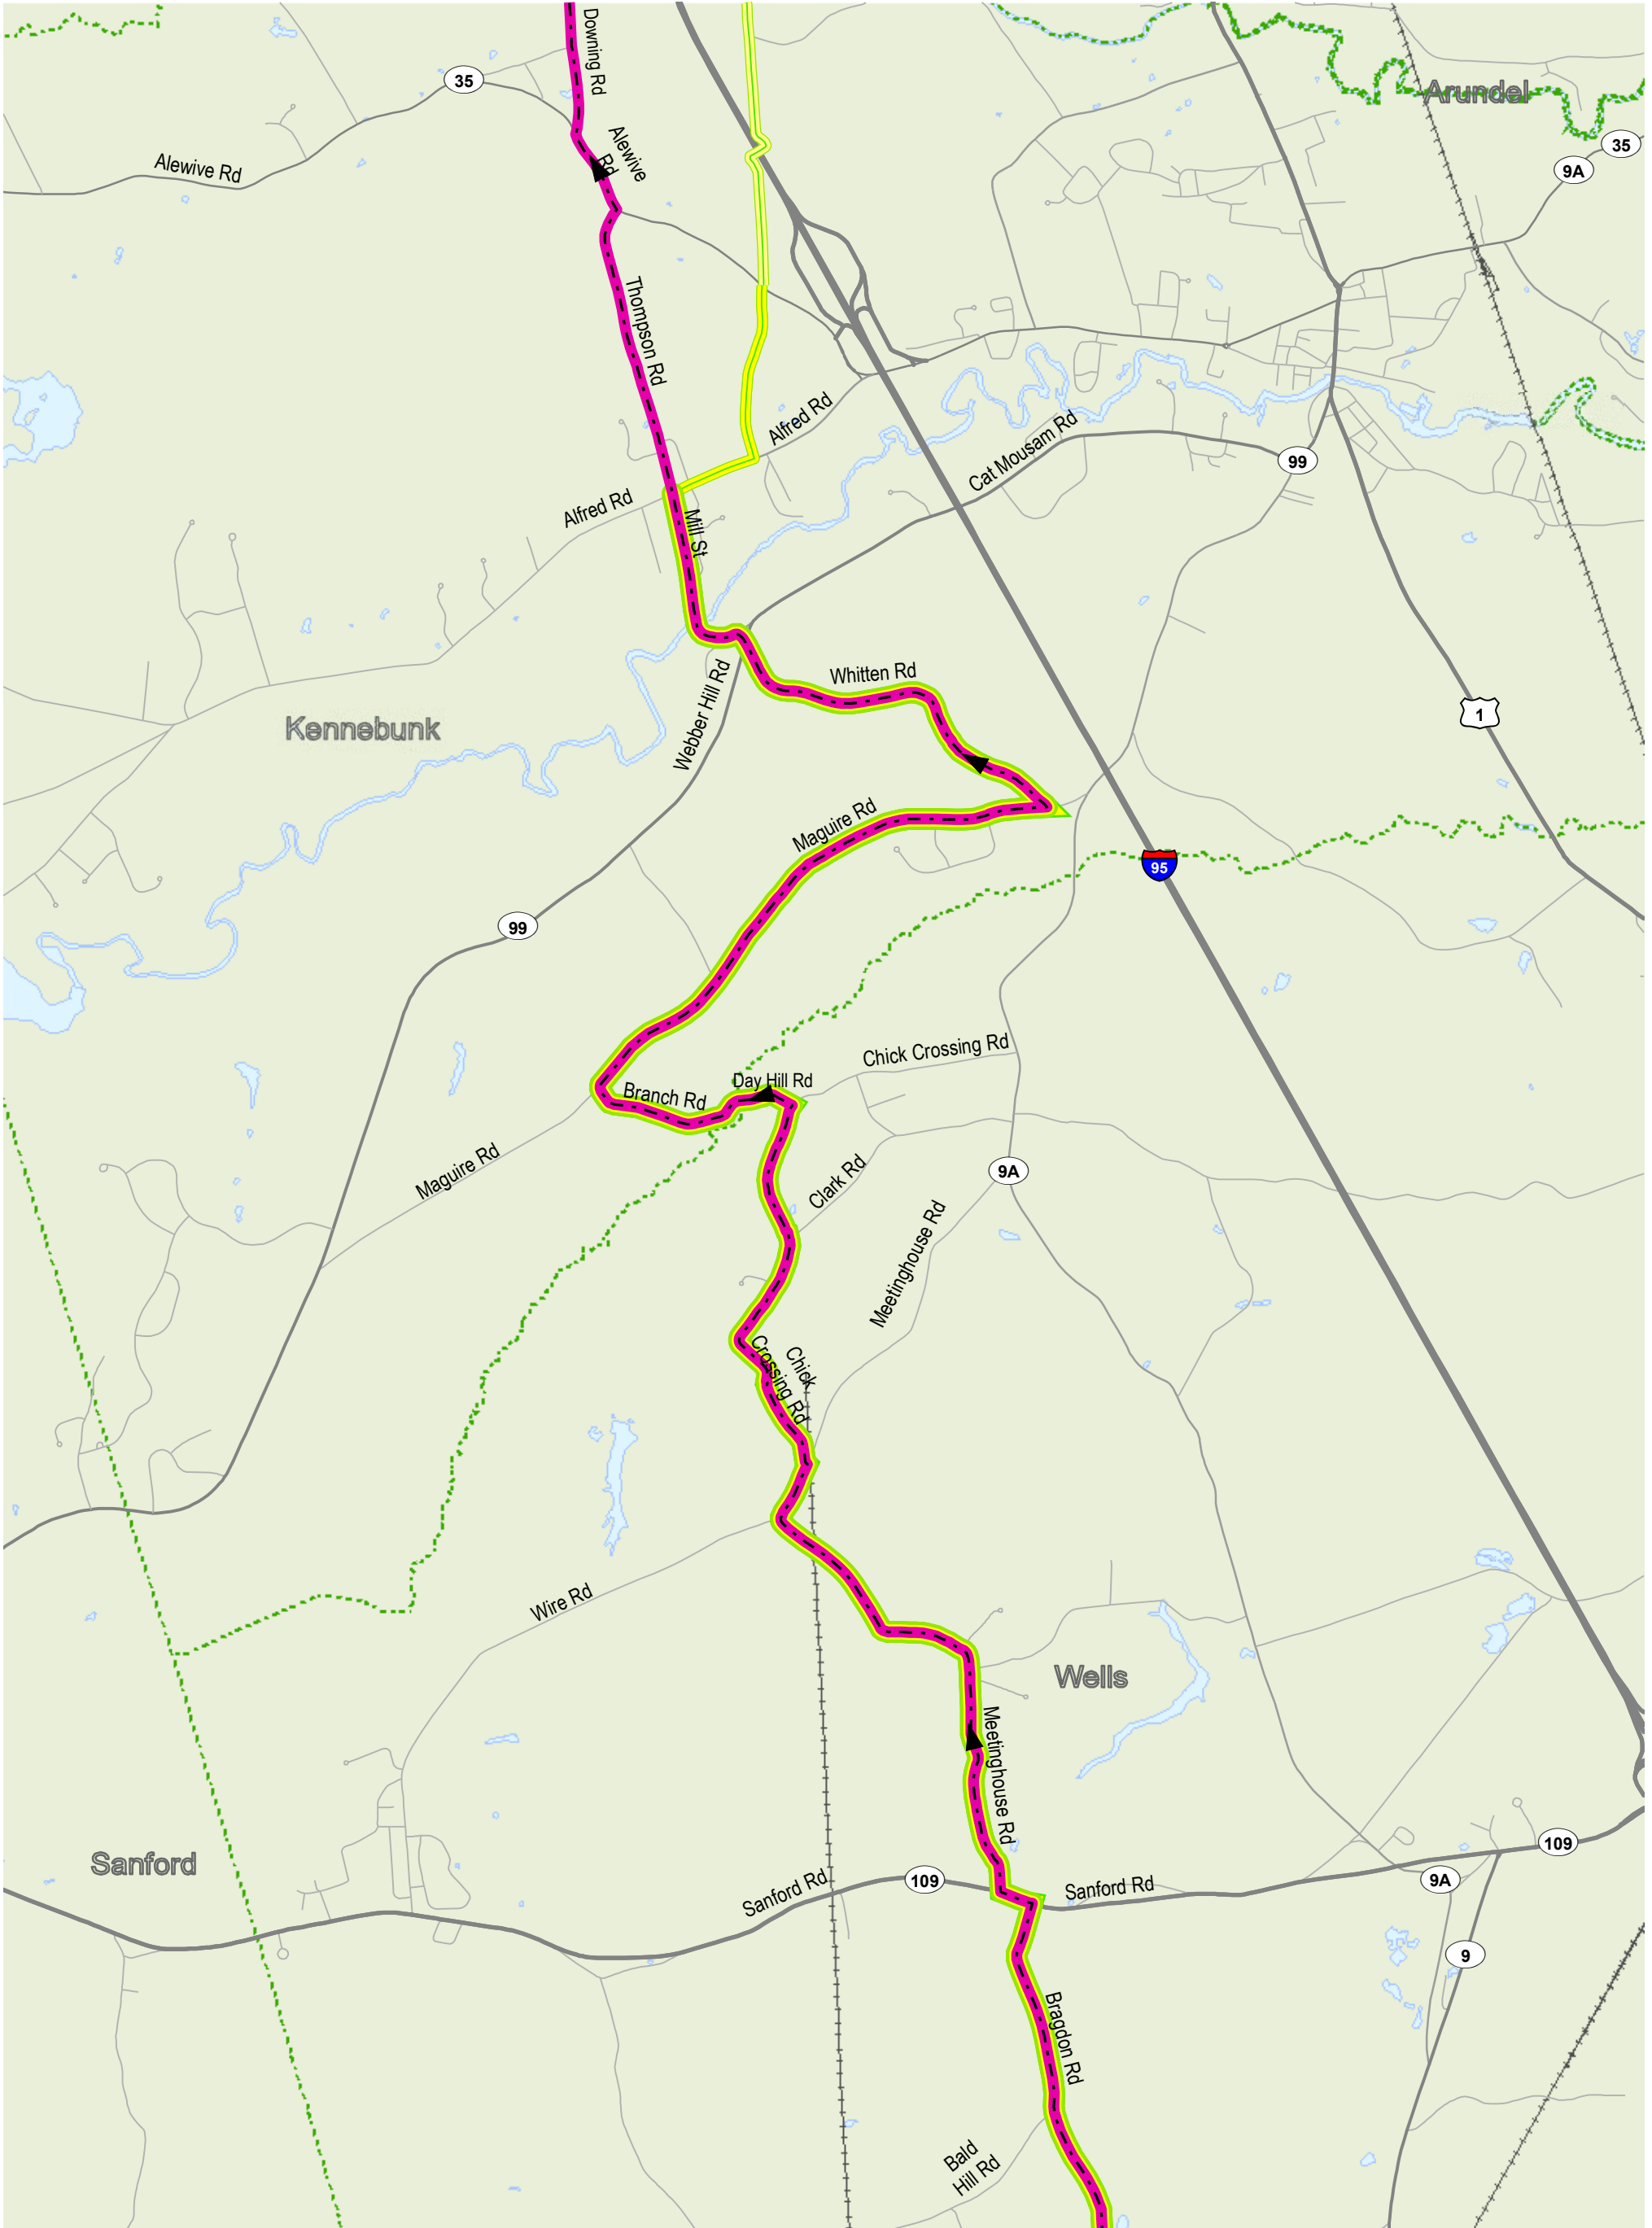 Downing Rd
35
Arundel
35
9A
Alewive
Rd
Alewive Rd
Thompson Rd
Alfred Rd
Cat Mousam Rd
99
Alfred Rd
Mill St
Whitten Rd
Webber Hill Rd
1
Kennebunk
Maguire Rd
95
99
Chick Crossing Rd
Day Hill Rd
Branch Rd
Maguire Rd
Clark Rd
9A
Meetinghouse Rd
Chick
Crossing Rd
Wire Rd
Wells
Meetinghouse Rd
109
Sanford
Sanford Rd
109
Sanford Rd
9A
9
Bragdon Rd
Bald
Hill Rd